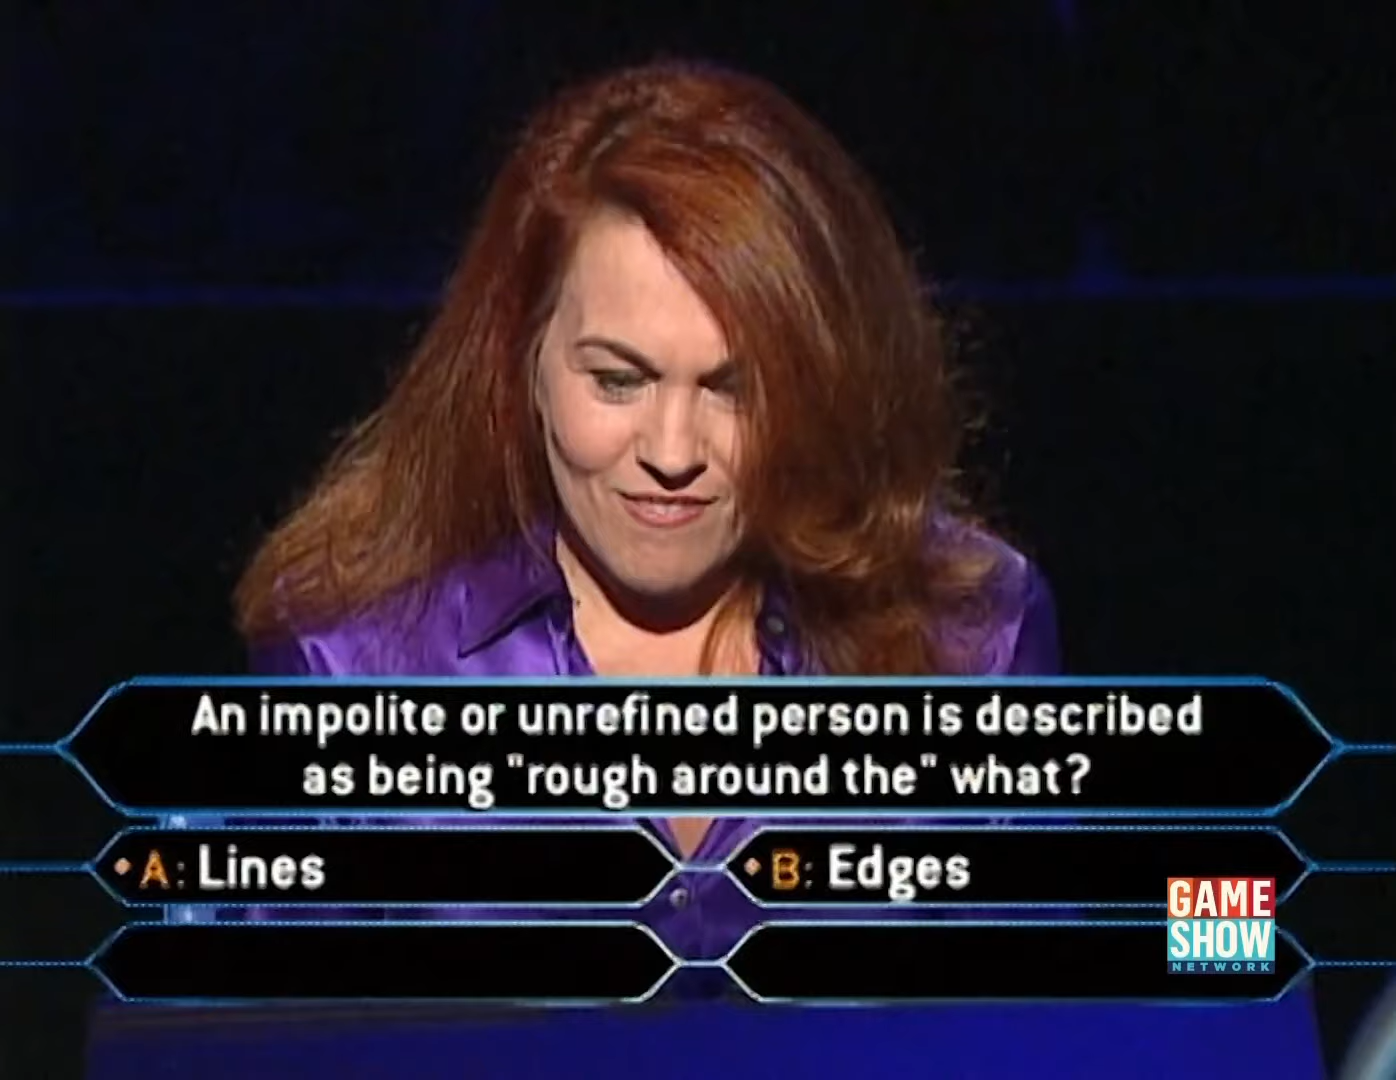 An impolite or unrefined person is described
as being "rough around the" what?
A: Lines
B: Edges
GAME
SHOW
NETWORK